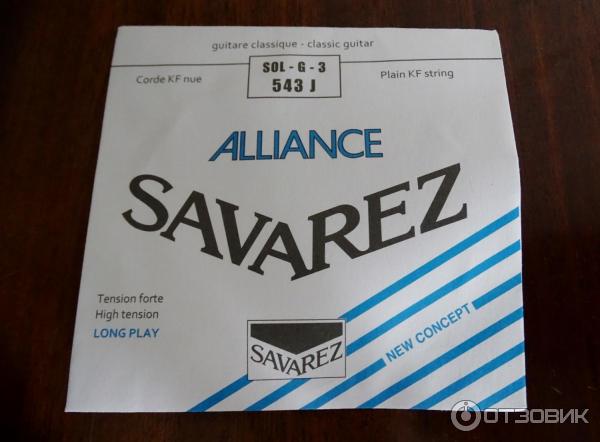 guitare classique - classic guitar
Corde KF nue
SOL - G - 3
543 J
Plain KF string
ALLIANCE
SAVAREZ
Tension forte
High tension
LONG PLAY
SAVAREZ
NEW CONCEPT
ОТЗОВИК